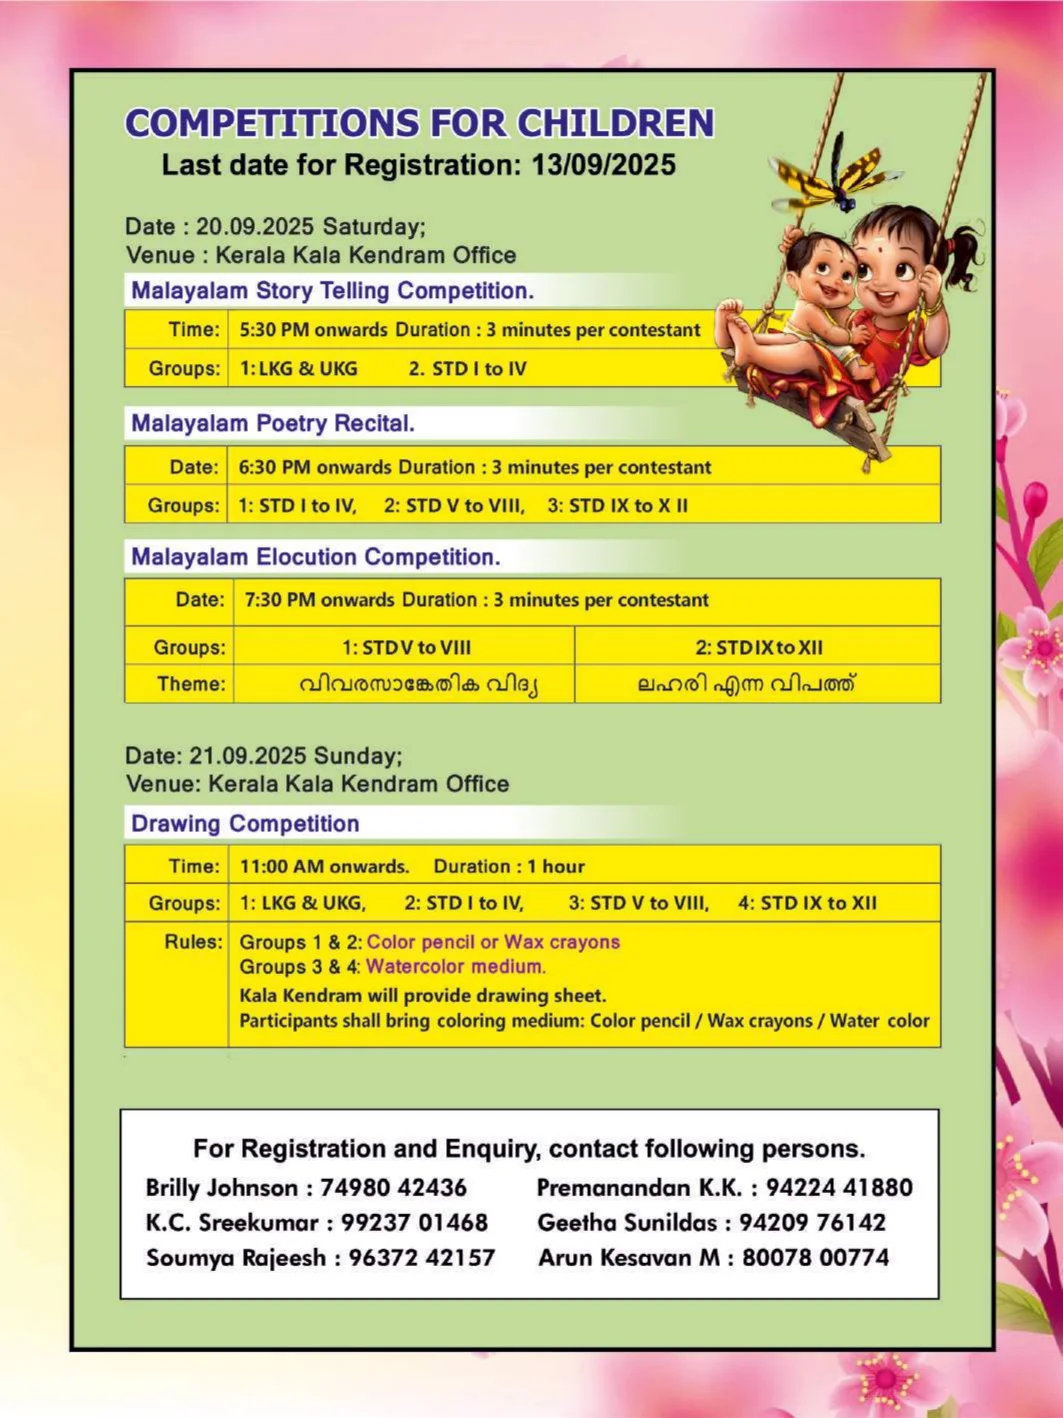 COMPETITIONS FOR CHILDREN
Last date for Registration: 13/09/2025
Date : 20.09.2025 Saturday;
Venue : Kerala Kala Kendram Office
Malayalam Story Telling Competition.
Time: 5:30 PM onwards Duration : 3 minutes per contestant
Groups: 1: LKG & UKG 2. STD I to IV
Malayalam Poetry Recital.
Date: 6:30 PM onwards Duration : 3 minutes per contestant
Groups: 1: STD I to IV, 2: STD V to VIII, 3: STD IX to X II
Malayalam Elocution Competition.
Date: 7:30 PM onwards Duration : 3 minutes per contestant
Groups: 1: STD V to VIII 2: STD IX to XII
Theme: വിവരസാങ്കേതിക വിദ്യ ലഹരി എന്ന വിപത്ത്
Date: 21.09.2025 Sunday;
Venue: Kerala Kala Kendram Office
Drawing Competition
Time: 11:00 AM onwards. Duration : 1 hour
Groups: 1: LKG & UKG, 2: STD I to IV, 3: STD V to VIII, 4: STD IX to XII
Rules: Groups 1 & 2: Color pencil or Wax crayons
Groups 3 & 4: Watercolor medium.
Kala Kendram will provide drawing sheet.
Participants shall bring coloring medium: Color pencil / Wax crayons / Water color
For Registration and Enquiry, contact following persons.
Brilly Johnson : 74980 42436 Premanandan K.K. : 94224 41880
K.C. Sreekumar : 99237 01468 Geetha Sunildas : 94209 76142
Soumya Rajeesh : 96372 42157 Arun Kesavan M : 80078 00774